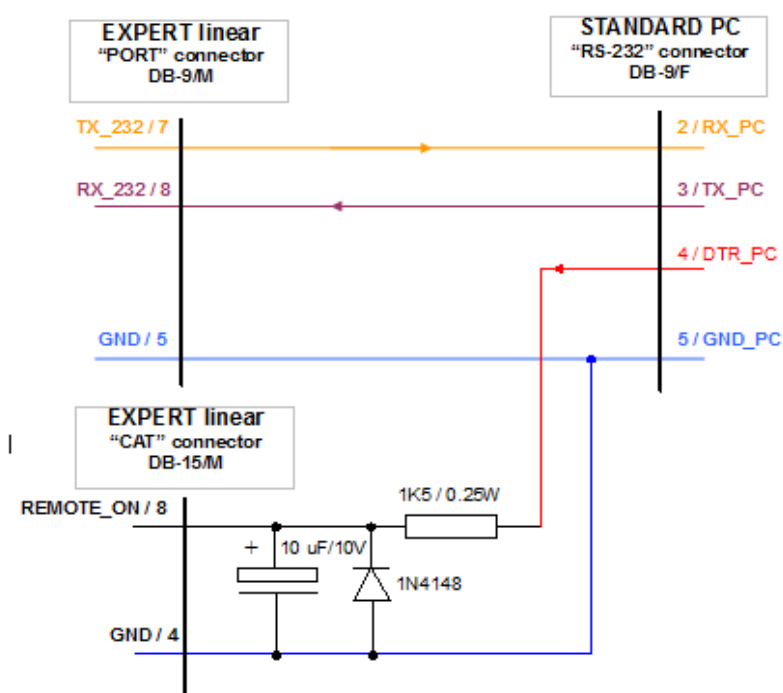 EXPERT linear
“PORT” connector
DB-9/M
STANDARD PC
“RS-232” connector
DB-9/F
TX_232 / 7
2 / RX_PC
RX_232 / 8
3 / TX_PC
4 / DTR_PC
GND / 5
5 / GND_PC
EXPERT linear
“CAT” connector
DB-15/M
1K5 / 0.25W
REMOTE_ON / 8
+ 10 uF/10V
1N4148
GND / 4